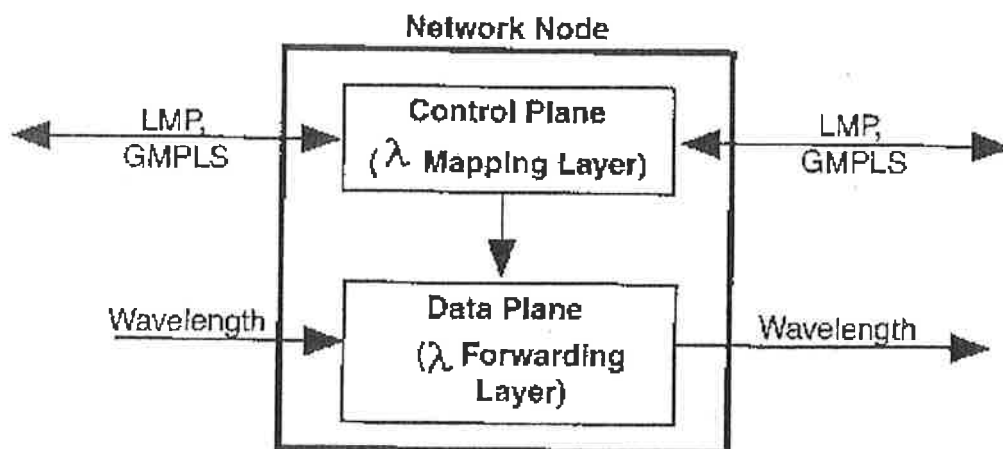 Network Node
LMP,
GMPLS
Control Plane
(λ Mapping Layer)
LMP,
GMPLS
Wavelength
Data Plane
(λ Forwarding
Layer)
Wavelength